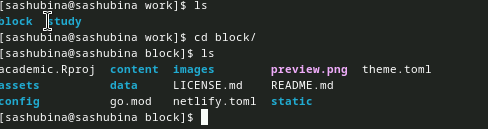 [sashubina@sashubina work]$ ls
block study
[sashubina@sashubina work]$ cd block/
[sashubina@sashubina block]$ ls
academic.Rproj content images preview.png theme.toml
assets data LICENSE.md README.md
config go.mod netlify.toml static
[sashubina@sashubina block]$